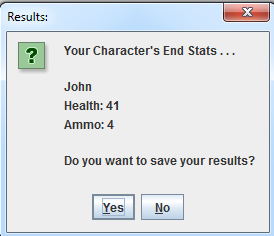 Results:
Your Character's End Stats . . .
John
Health: 41
Ammo: 4
Do you want to save your results?
Yes No